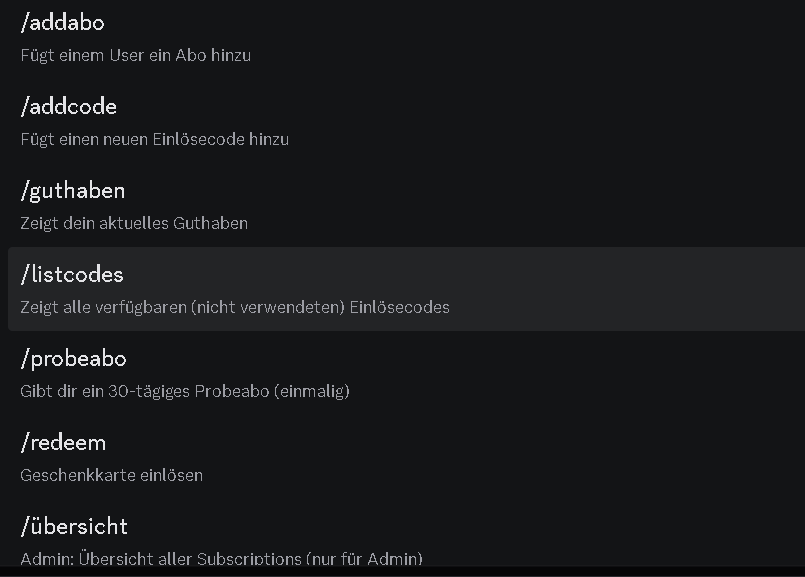 /addabo
Fügt einem User ein Abo hinzu
/addcode
Fügt einen neuen Einlösecode hinzu
/guthaben
Zeigt dein aktuelles Guthaben
/listcodes
Zeigt alle verfügbaren (nicht verwendeten) Einlösecodes
/probeabo
Gibt dir ein 30-tägiges Probeabo (einmalig)
/redeem
Geschenkkarte einlösen
/übersicht
Admin: Übersicht aller Subscriptions (nur für Admin)